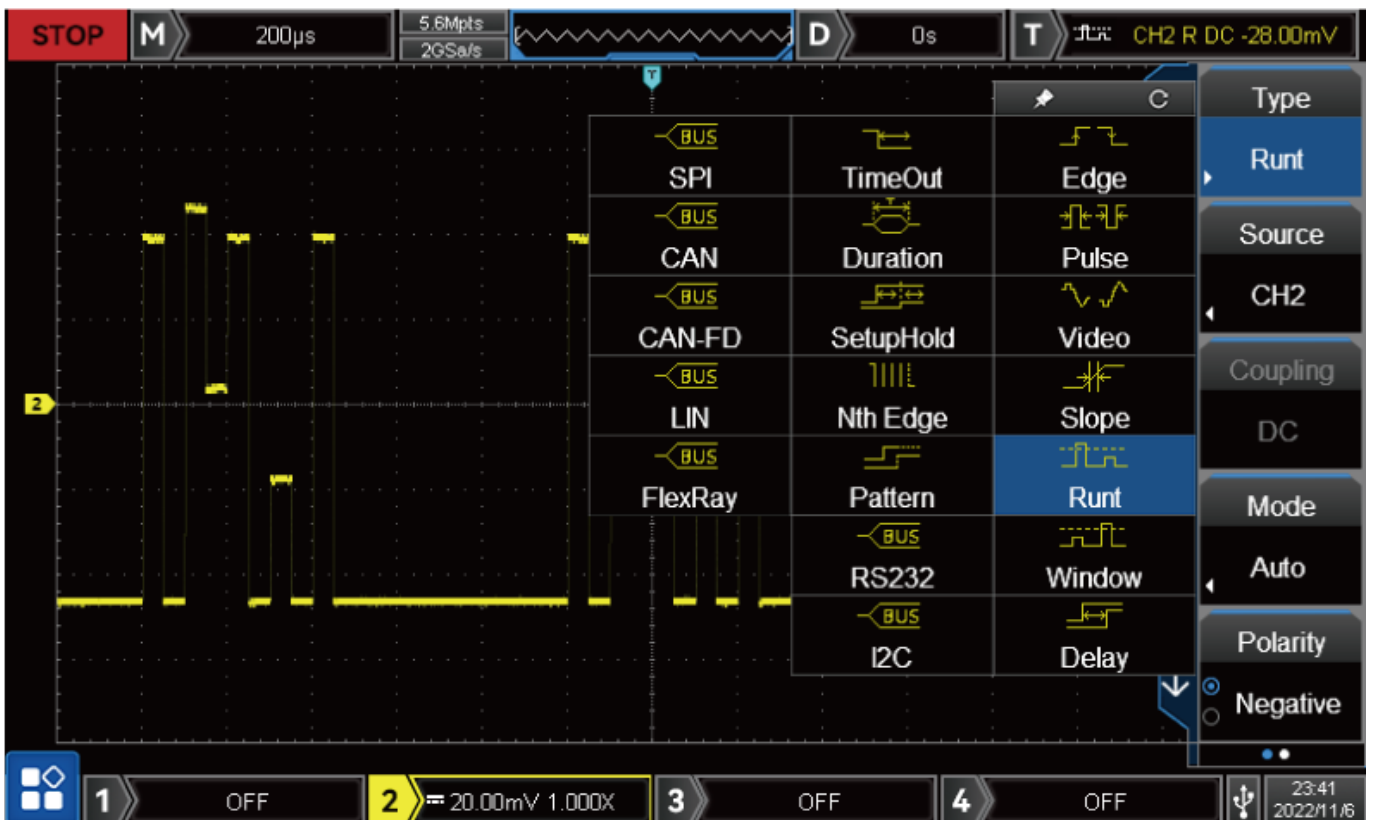 STOP
M
200μs
5.6Mpts
2GSa/s
D
0s
T
CH2 R DC -28.00mV
T
Type
Runt
Source
CH2
Coupling
DC
Mode
Auto
Polarity
Negative
BUS
SPI
TimeOut
Edge
BUS
CAN
Duration
Pulse
BUS
CAN-FD
SetupHold
Video
BUS
LIN
Nth Edge
Slope
BUS
FlexRay
Pattern
Runt
BUS
RS232
Window
BUS
I2C
Delay
2
1
OFF
2
20.00mV 1.000X
3
OFF
4
OFF
23:41
2022/11/6